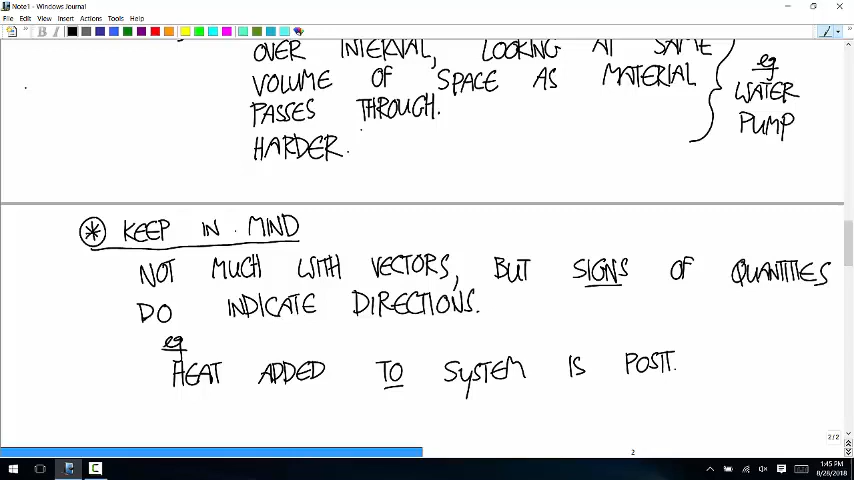 Note1 - Windows Journal
File Edit View Insert Actions Tools Help
OVER INTERVAL, LOOKING AT SAME
VOLUME OF SPACE AS MATERIAL
PASSES THROUGH.
HARDER.
eg
WATER
PUMP
* KEEP IN MIND
NOT MUCH WITH VECTORS, BUT SIGNS OF QUANTITIES
DO INDICATE DIRECTIONS.
eg
HEAT ADDED TO SYSTEM IS POSIT
2/2
2
1:45 PM
8/28/2018